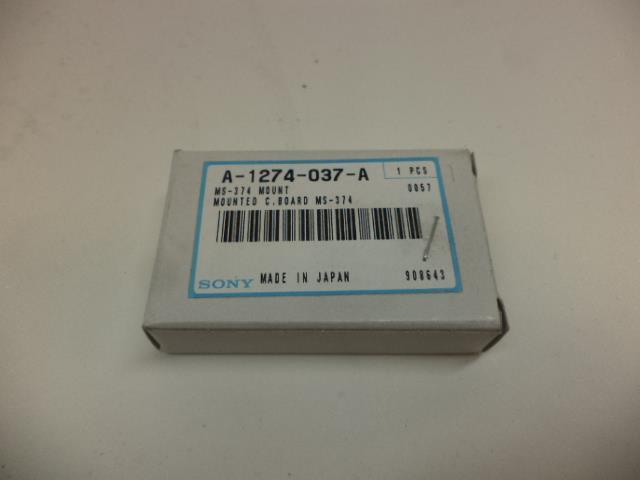 A-1274-037-A 1 PCS
MS-374 MOUNT 0057
MOUNTED C.BOARD MS-374
SONY MADE IN JAPAN 908643